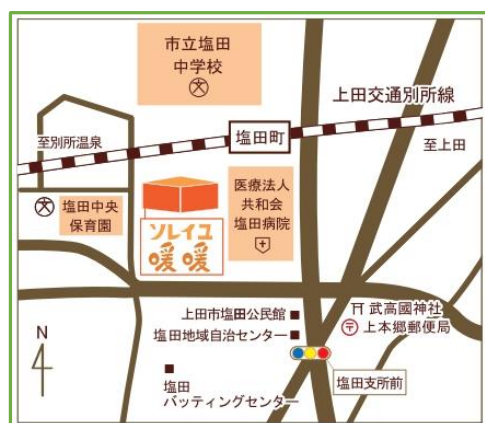 市立塩田
中学校
上田交通別所線
至別所温泉
塩田町
至上田
医療法人
共和会
塩田病院
塩田中央
保育園
ソレイユ
暖暖
上田市塩田公民館
塩田地域自治センター
武高國神社
上本郷郵便局
N
塩田支所前
塩田
バッティングセンター